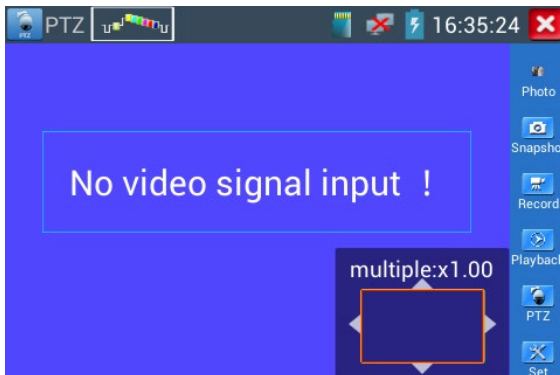 PTZ
16:35:24
No video signal input !
multiple:x1.00
Photo
Snapsho
Record
Playback
PTZ
Set